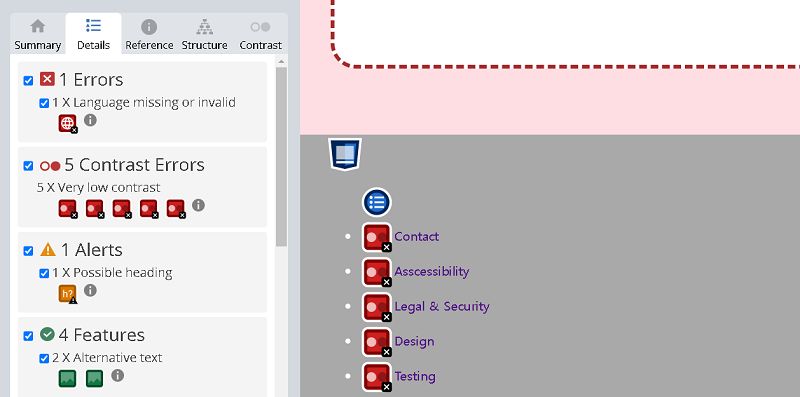 Summary
Details
Reference
Structure
Contrast
1 Errors
1 X Language missing or invalid
5 Contrast Errors
5 X Very low contrast
1 Alerts
1 X Possible heading
h?
4 Features
2 X Alternative text
Contact
Asscessibility
Legal & Security
Design
Testing